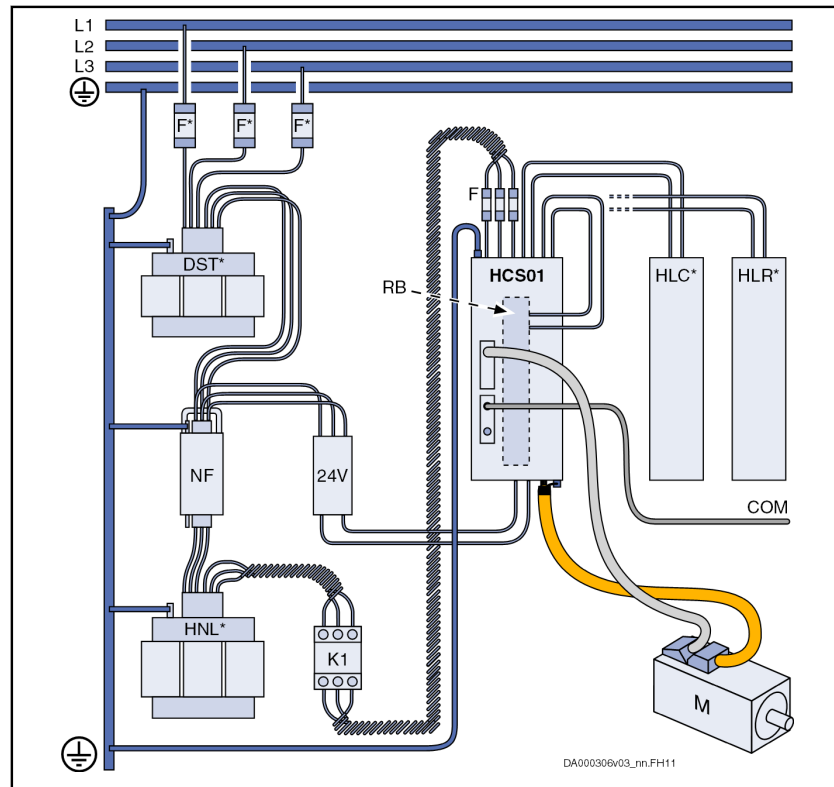 L1
L2
L3
F*
F*
F*
F
DST*
HCS01
HLC*
HLR*
RB
NF
24V
COM
HNL*
K1
M
DA000306v03_nn.FH11